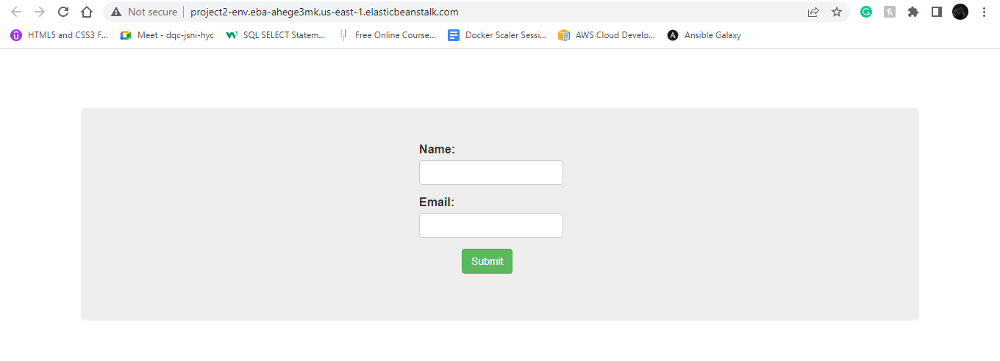 Not secure project2-env.eba-ahege3mk.us-east-1.elasticbeanstalk.com
HTML5 and CSS3 F... Meet - dqc-jsni-hyc SQL SELECT Statem... Free Online Course... Docker Scaler Sessi... AWS Cloud Develo... Ansible Galaxy
Name:
Email:
Submit